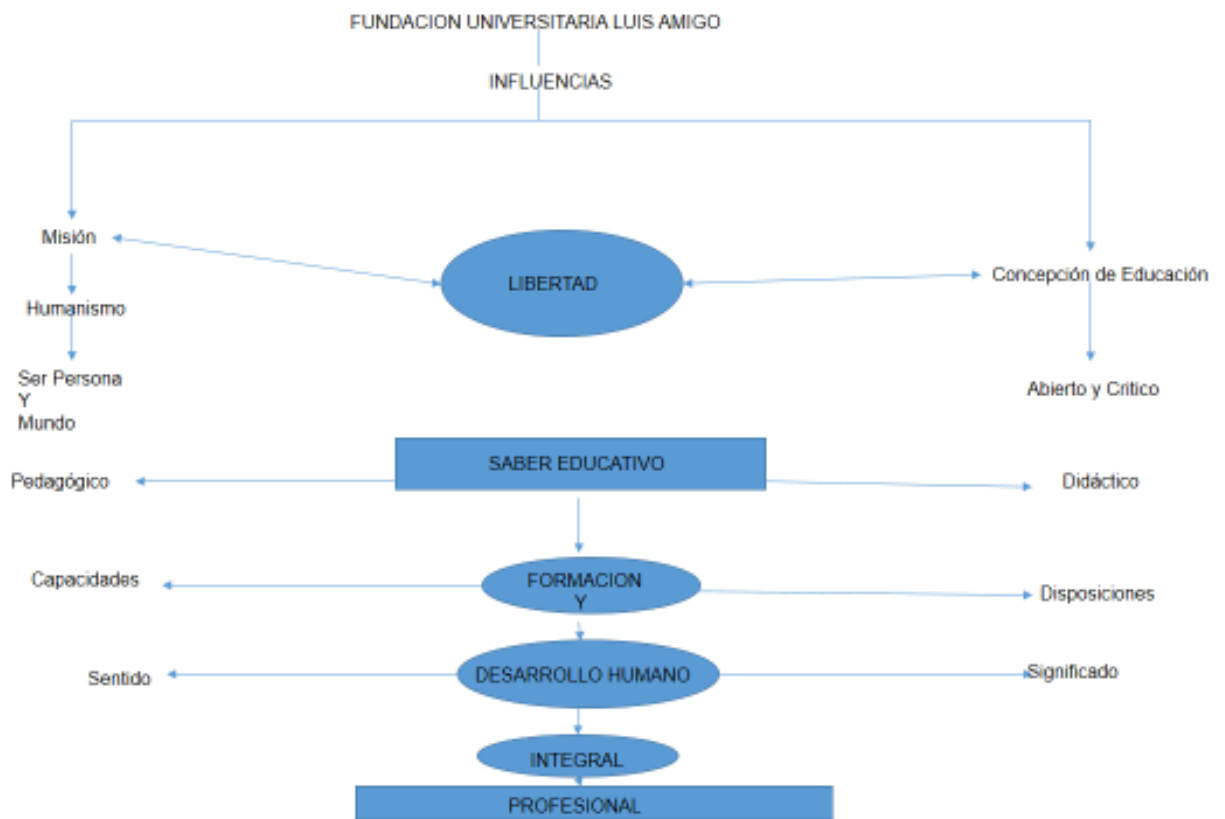 FUNDACION UNIVERSITARIA LUIS AMIGO
INFLUENCIAS
Misión
LIBERTAD
Concepción de Educación
Humanismo
Ser Persona
Y
Mundo
Abierto y Critico
SABER EDUCATIVO
Pedagógico
Didáctico
Capacidades
FORMACION
Y
Disposiciones
Sentido
DESARROLLO HUMANO
Significado
INTEGRAL
PROFESIONAL